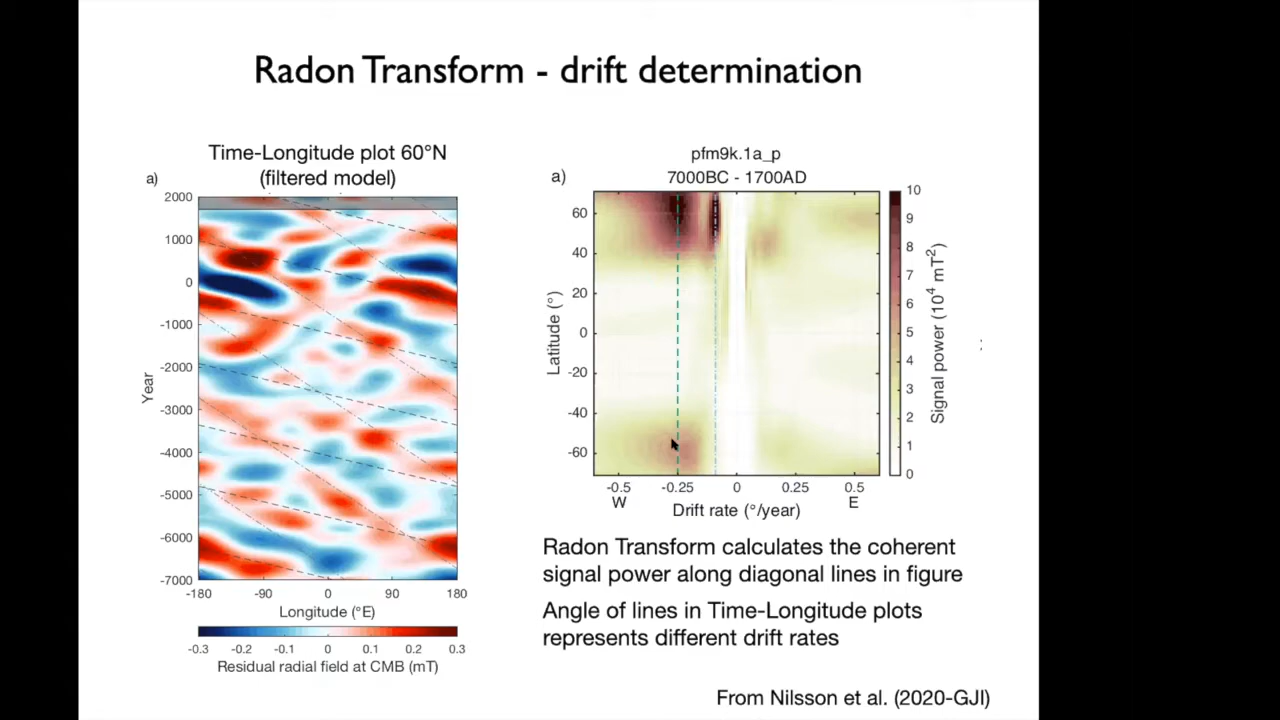 Radon Transform - drift determination
Time-Longitude plot 60°N
(filtered model)
a)
2000
1000
0
-1000
-2000
-3000
-4000
-5000
-6000
-7000
Year
-180 -90 0 90 180
Longitude (°E)
-0.3 -0.2 -0.1 0 0.1 0.2 0.3
Residual radial field at CMB (mT)
pfm9k.1a_p
7000BC - 1700AD
a)
60
40
20
0
-20
-40
-60
Latitude (°)
-0.5 -0.25 0 0.25 0.5
W E
Drift rate (°/year)
10
9
8
7
6
5
4
3
2
1
0
Signal power (10⁴ mT²)
Radon Transform calculates the coherent
signal power along diagonal lines in figure
Angle of lines in Time-Longitude plots
represents different drift rates
From Nilsson et al. (2020-GJI)